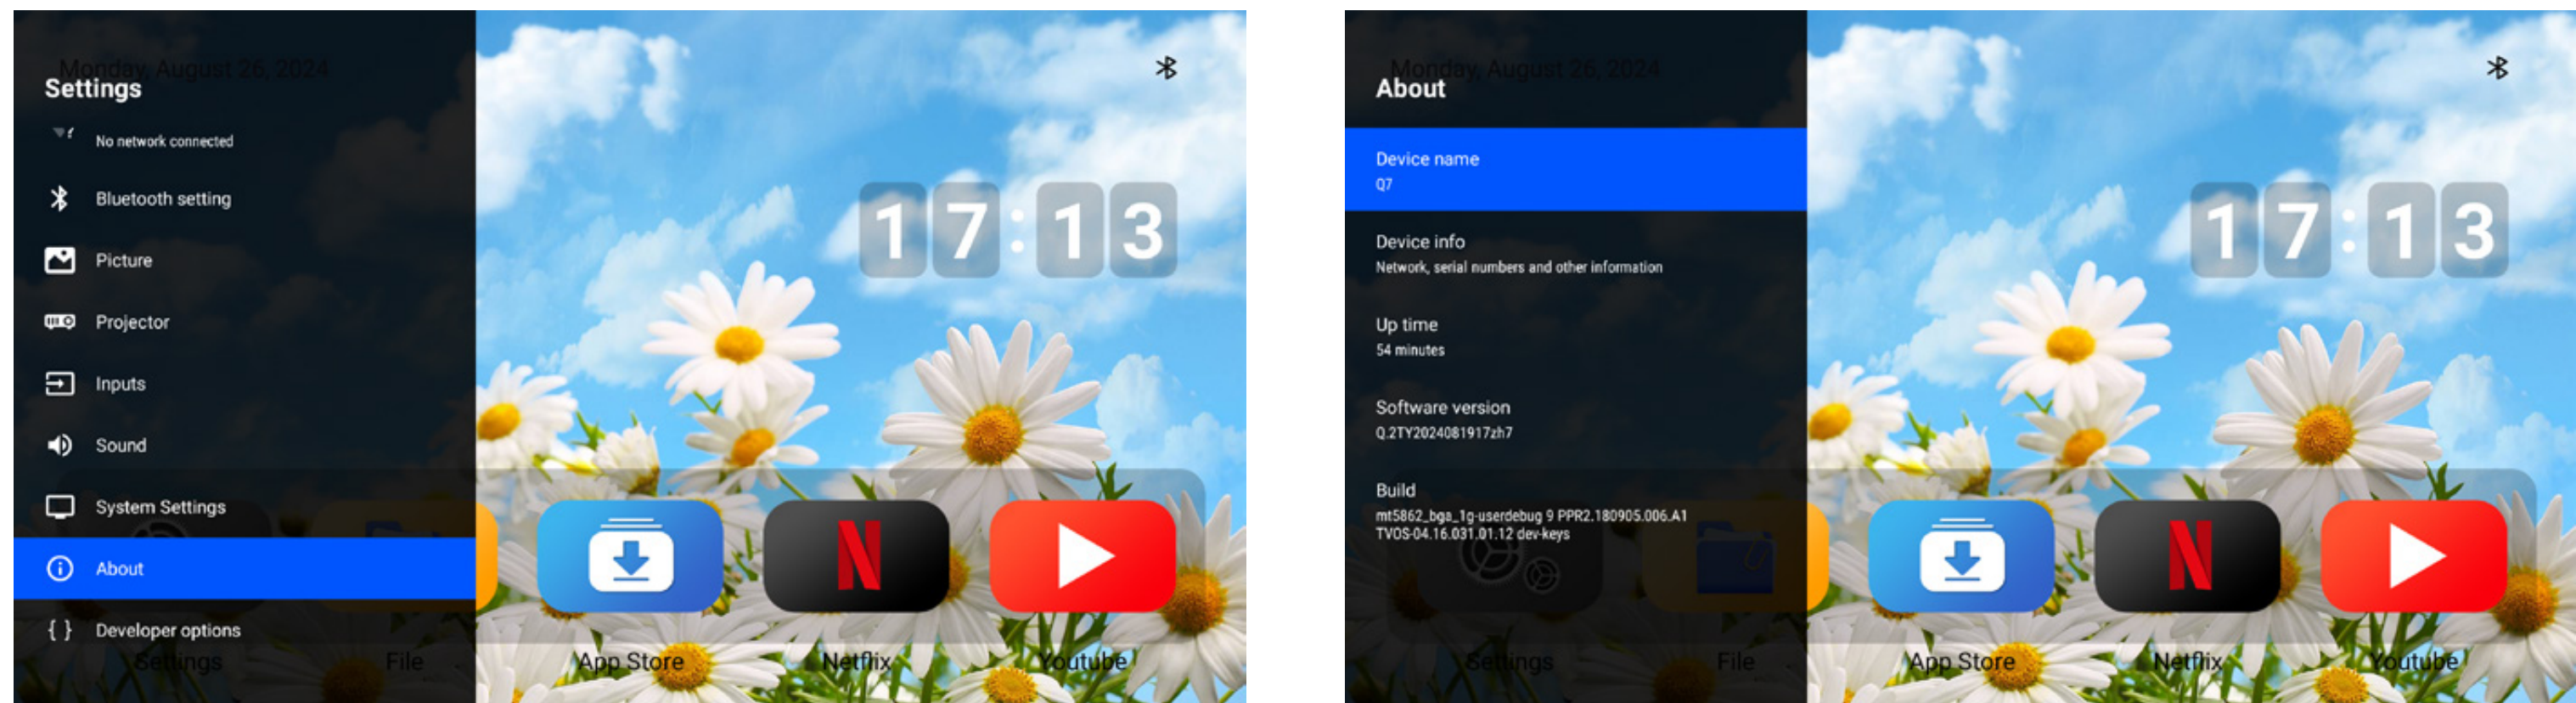 Monday, August 26, 2024
Settings
No network connected
Bluetooth setting
Picture
Projector
Inputs
Sound
System Settings
About
{ } Developer options
17:13
Settings
File
App Store
Netflix
Youtube
Monday, August 26, 2024
About
Device name
Q7
Device info
Network, serial numbers and other information
Up time
54 minutes
Software version
Q.2TY2024081917zh7
Build
mt5862_bga_1g-userdebug 9 PPR2.180905.006.A1
TVOS-04.16.031.01.12 dev-keys
17:13
Settings
File
App Store
Netflix
Youtube